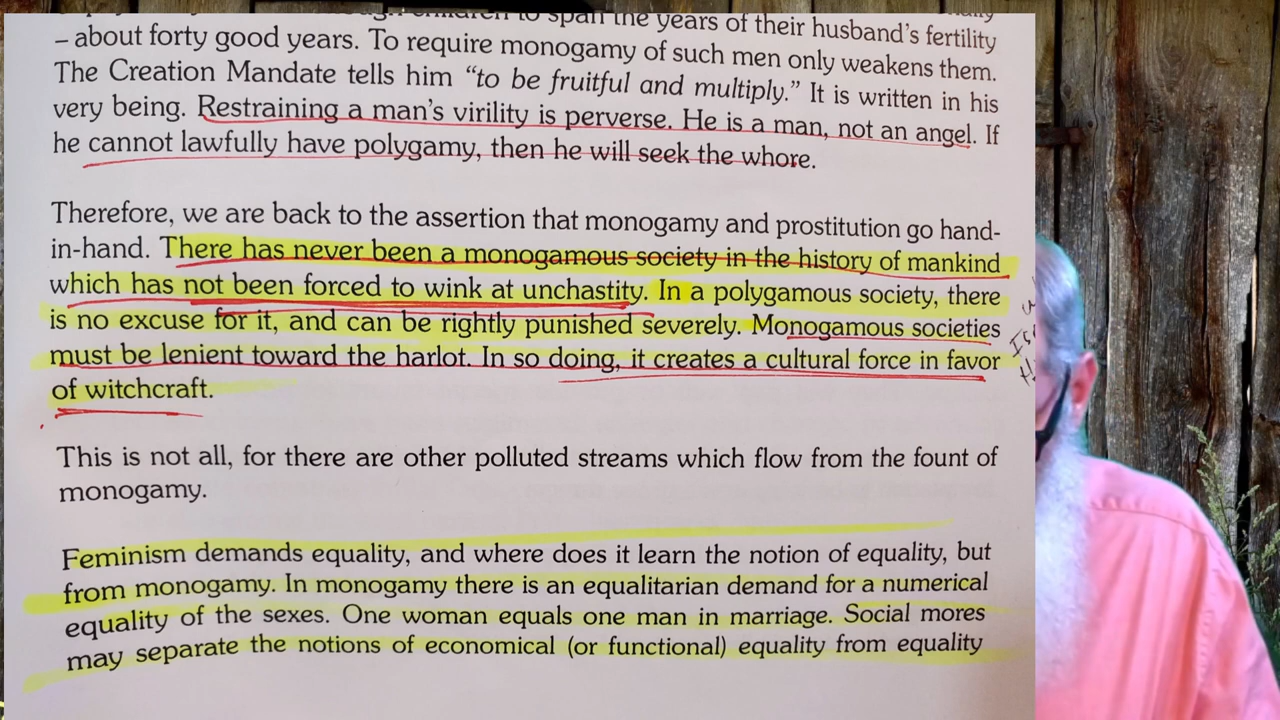 children to span the years of their husband's fertility
– about forty good years. To require monogamy of such men only weakens them.
The Creation Mandate tells him "to be fruitful and multiply." It is written in his
very being. Restraining a man's virility is perverse. He is a man, not an angel. If
he cannot lawfully have polygamy, then he will seek the whore.
Therefore, we are back to the assertion that monogamy and prostitution go hand-
in-hand. There has never been a monogamous society in the history of mankind
which has not been forced to wink at unchastity. In a polygamous society, there
is no excuse for it, and can be rightly punished severely. Monogamous societies
must be lenient toward the harlot. In so doing, it creates a cultural force in favor
of witchcraft.
This is not all, for there are other polluted streams which flow from the fount of
monogamy.
Feminism demands equality, and where does it learn the notion of equality, but
from monogamy. In monogamy there is an equalitarian demand for a numerical
equality of the sexes. One woman equals one man in marriage. Social mores
may separate the notions of economical (or functional) equality from equality